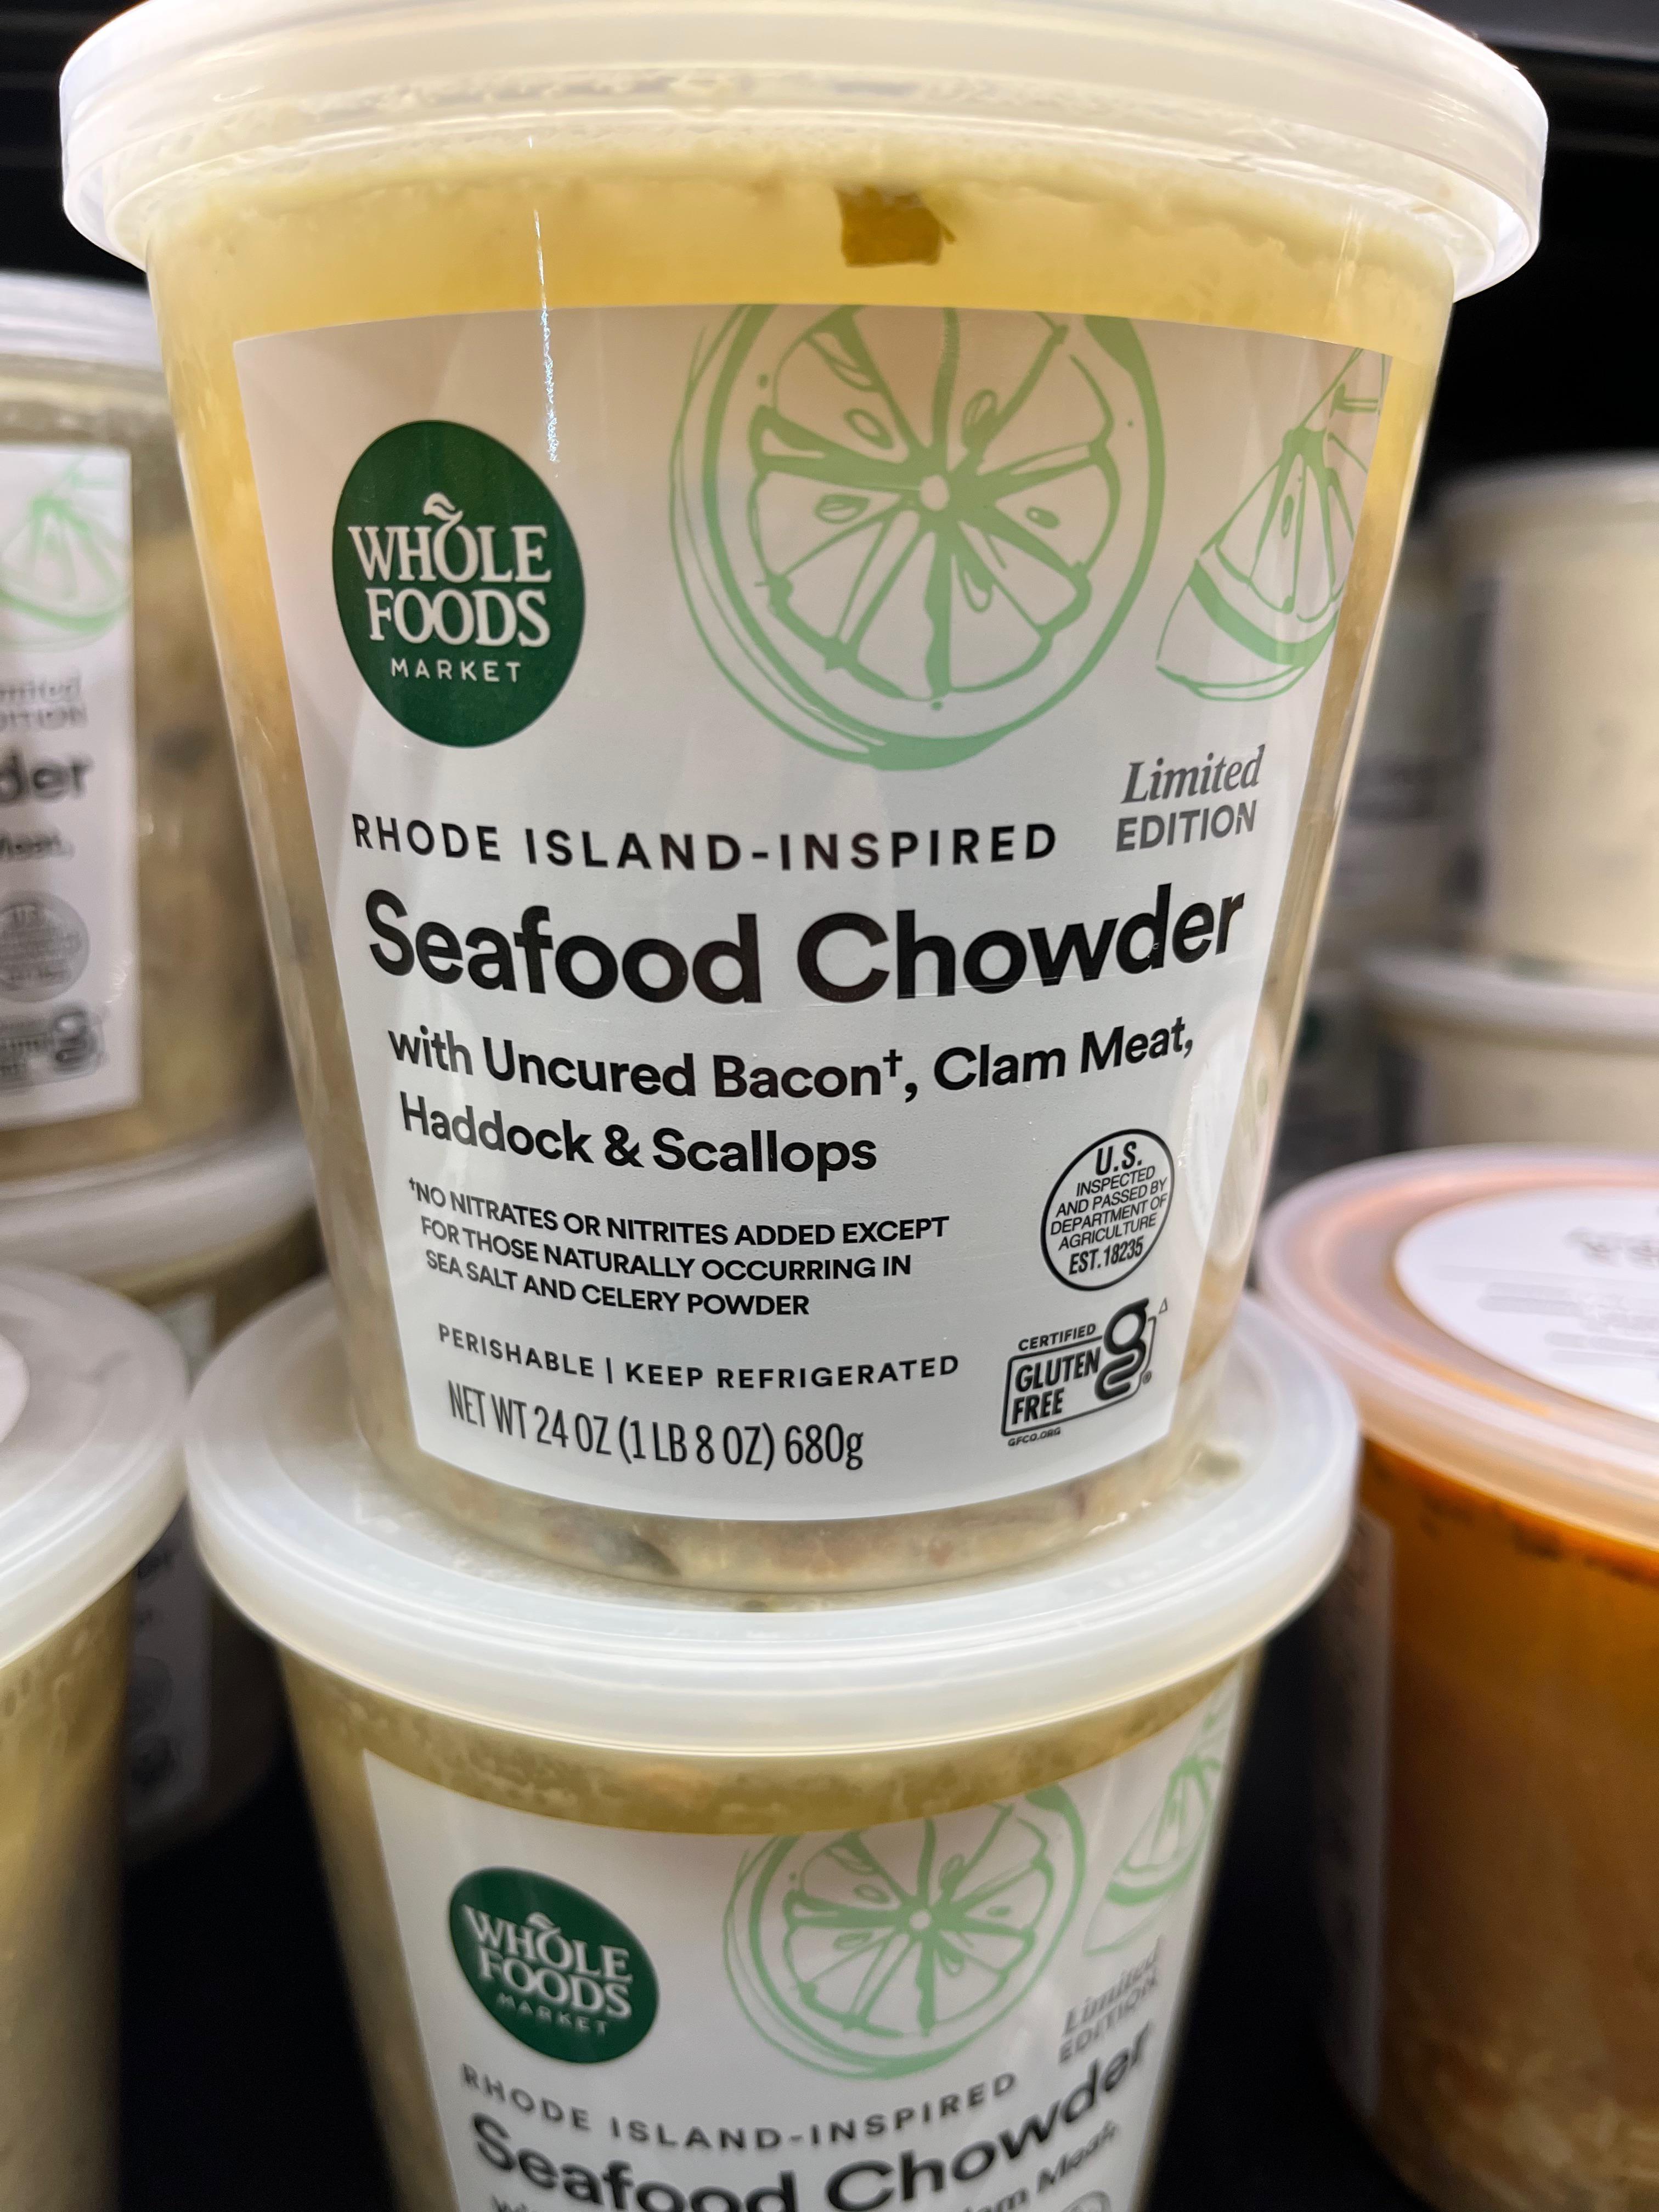 WHOLE
FOODS
MARKET
Limited
EDITION
RHODE ISLAND-INSPIRED
Seafood Chowder
with Uncured Bacon†, Clam Meat,
Haddock & Scallops
†NO NITRATES OR NITRITES ADDED EXCEPT
FOR THOSE NATURALLY OCCURRING IN
SEA SALT AND CELERY POWDER
U.S.
INSPECTED
AND PASSED BY
DEPARTMENT OF
AGRICULTURE
EST. 18235
PERISHABLE | KEEP REFRIGERATED
NET WT 24 OZ (1 LB 8 OZ) 680g
CERTIFIED
GLUTEN
FREE
GFCO.ORG
der
Meat,
WHOLE
FOODS
MARKET
Limited
EDITION
RHODE ISLAND-INSPIRED
Seafood Chowder